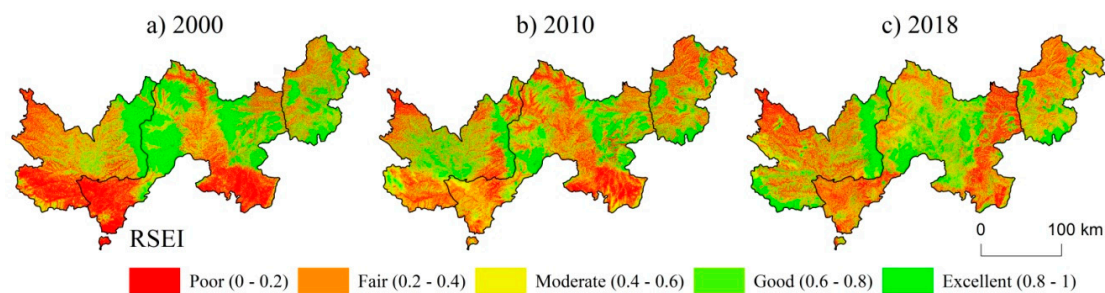 a) 2000
b) 2010
c) 2018
RSEI
0 100 km
Poor (0 - 0.2) Fair (0.2 - 0.4) Moderate (0.4 - 0.6) Good (0.6 - 0.8) Excellent (0.8 - 1)